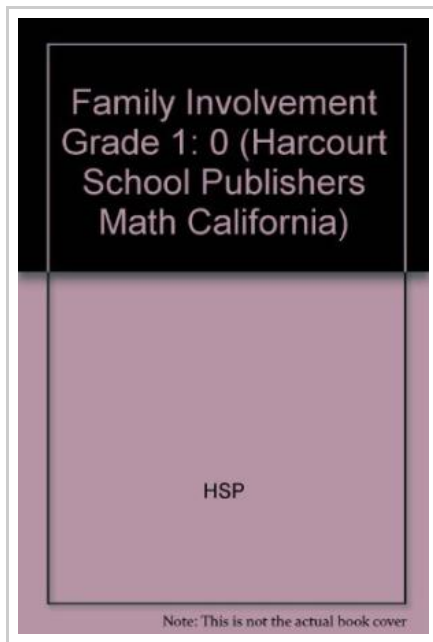 Family Involvement
Grade 1: 0 (Harcourt
School Publishers
Math California)
HSP
Note: This is not the actual book cover